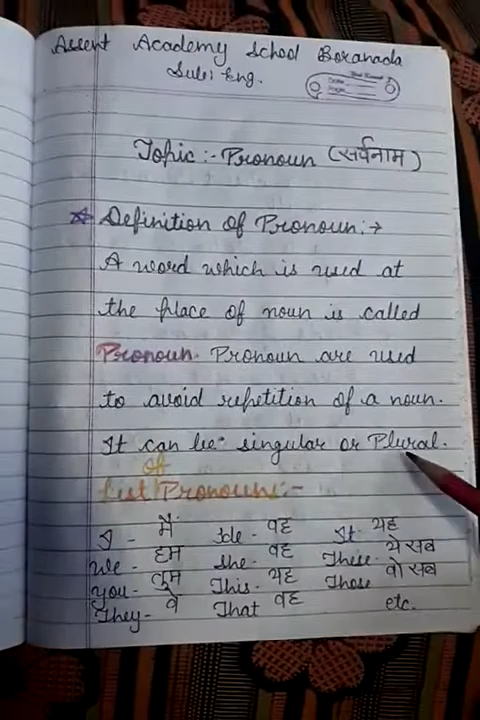 Assent Academy School Boranada
Sub: Eng.
Topic :- Pronoun (सर्वनाम)
Definition of Pronoun :→
A word which is used at
the place of noun is called
Pronoun. Pronoun are used
to avoid repetition of a noun.
It can be singular or Plural.
List of Pronouns :-
I - मैं He - वह It - यह
We - हम She - वह These - ये सब
You - तुम This - यह Those - वो सब
They - वे That वह etc.